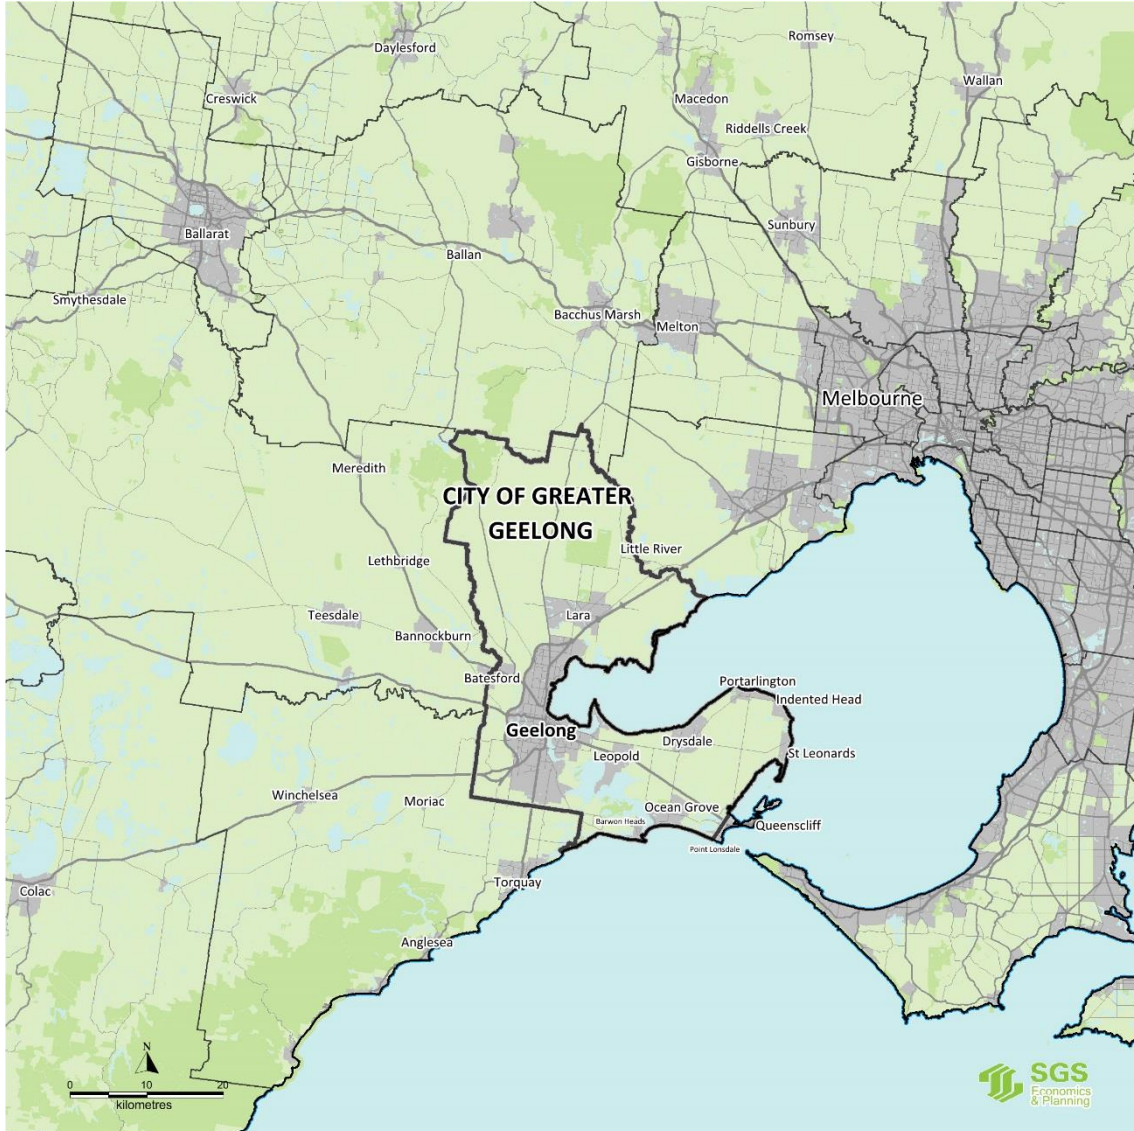 Daylesford
Romsey
Wallan
Creswick
Macedon
Riddells Creek
Gisborne
Sunbury
Ballarat
Ballan
Smythesdale
Bacchus Marsh
Melton
Melbourne
Meredith
CITY OF GREATER
GEELONG
Little River
Lethbridge
Teesdale
Lara
Bannockburn
Batesford
Portarlington
Indented Head
Geelong
Drysdale
Leopold
St Leonards
Winchelsea
Moriac
Ocean Grove
Barwon Heads
Queenscliff
Point Lonsdale
Torquay
Colac
Anglesea
N
0 10 20
kilometres
SGS
Economics
& Planning